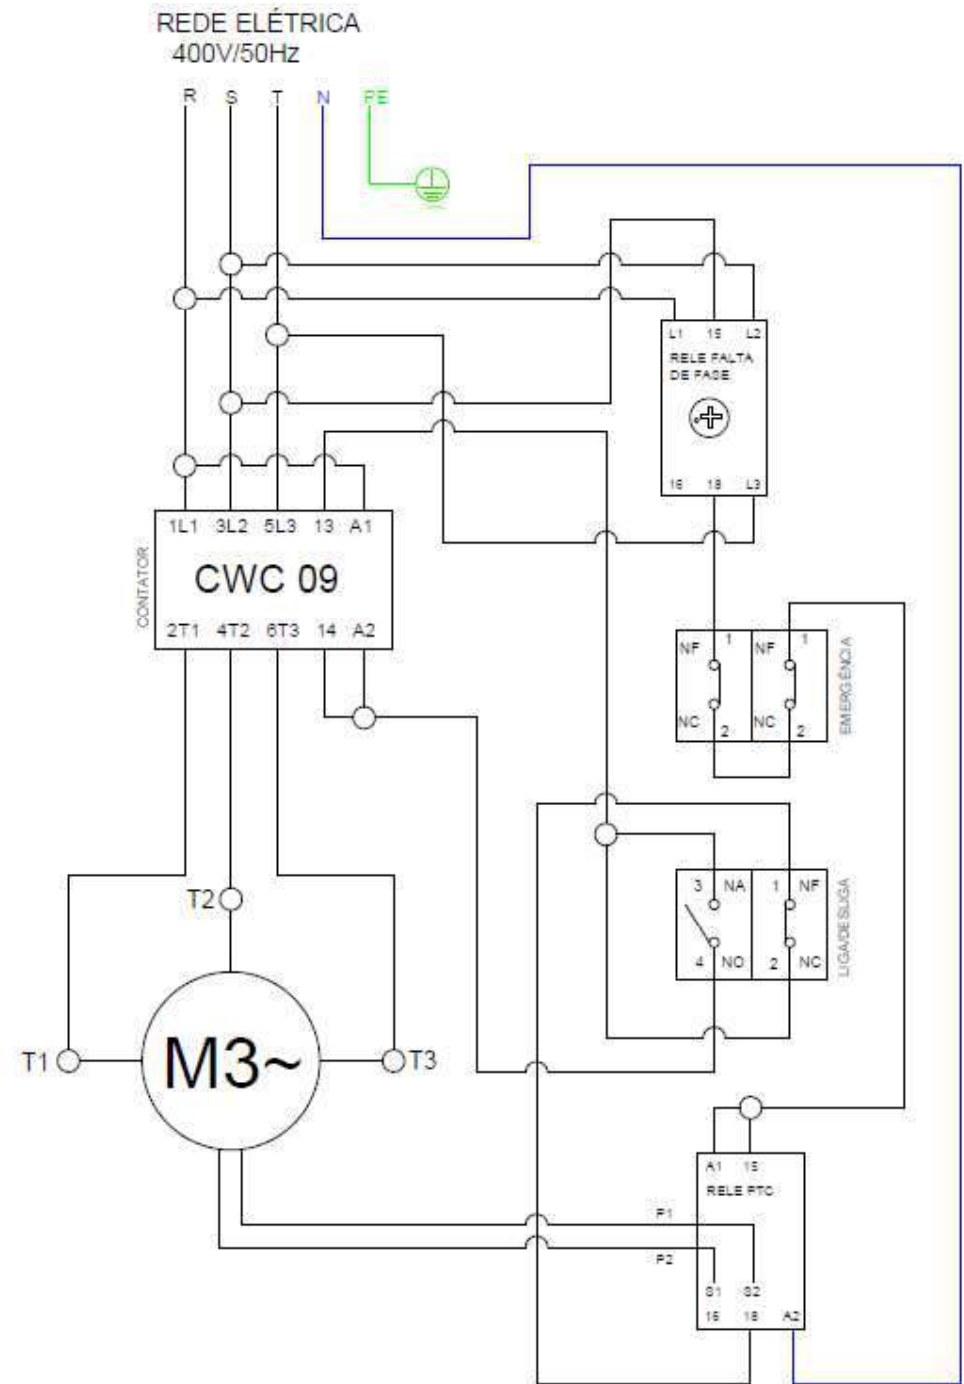 REDE ELÉTRICA
400V/50Hz
R S T N PE
L1 15 L2
RELE FALTA
DE FASE
16 18 L3
1L1 3L2 5L3 13 A1
CONTATOR
CWC 09
2T1 4T2 6T3 14 A2
NF 1 NF 1
NC 2 NC 2
EMERGÊNCIA
3 NA 1 NF
4 NO 2 NC
LIGA/DESLIGA
T2
T1
M3~
T3
A1 15
RELE PTC
P1
P2
S1 S2
16 18 A2